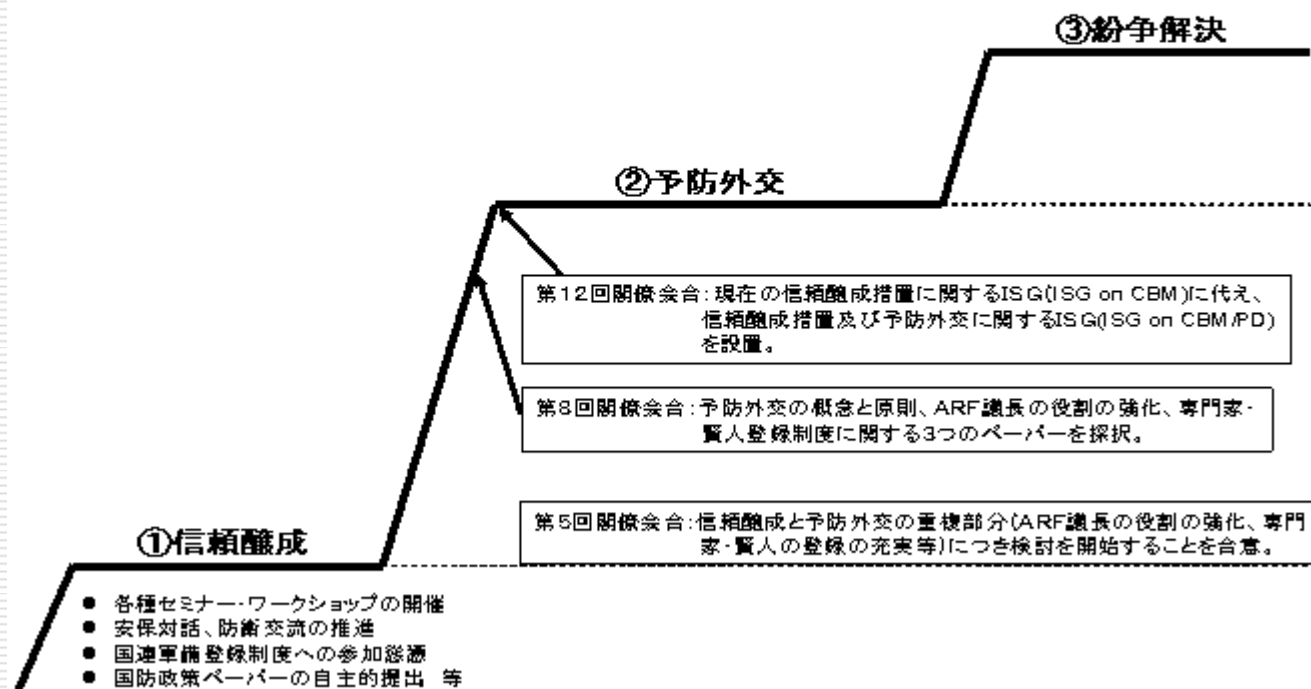 ③紛争解決
②予防外交
第12回閣僚会合:現在の信頼醸成措置に関するISG(ISG on CBM)に代え、
信頼醸成措置及び予防外交に関するISG(ISG on CBM/PD)
を設置。
第8回閣僚会合:予防外交の概念と原則、ARF議長の役割の強化、専門家・
賢人登録制度に関する3つのペーパーを採択。
第5回閣僚会合:信頼醸成と予防外交の重複部分(ARF議長の役割の強化、専門
家・賢人の登録の充実等)につき検討を開始することを合意。
①信頼醸成
● 各種セミナー・ワークショップの開催
● 安保対話、防衛交流の推進
● 国連軍備登録制度への参加慫慂
● 国防政策ペーパーの自主的提出 等